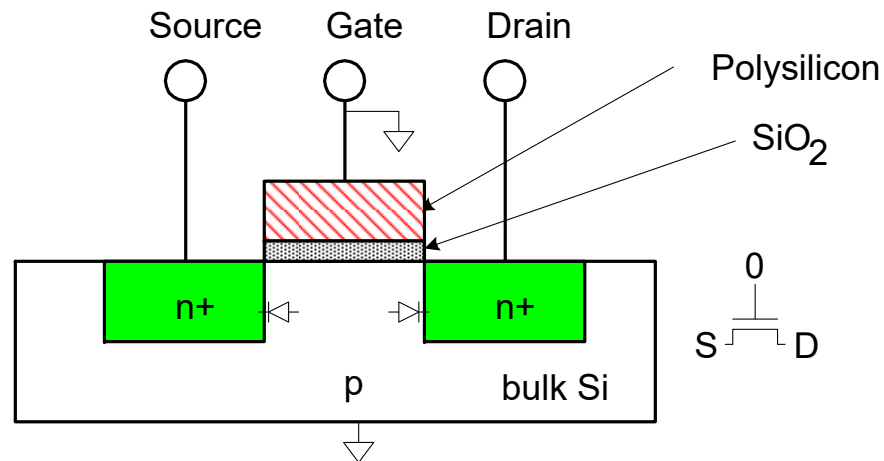 Source Gate Drain
Polysilicon
SiO2
n+ n+
0
S D
p bulk Si